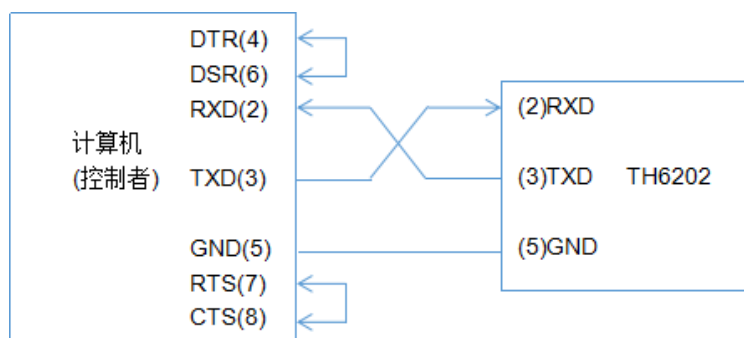 DTR(4)
DSR(6)
RXD(2)
(2)RXD
计算机
(控制者)
TXD(3)
(3)TXD
TH6202
GND(5)
(5)GND
RTS(7)
CTS(8)